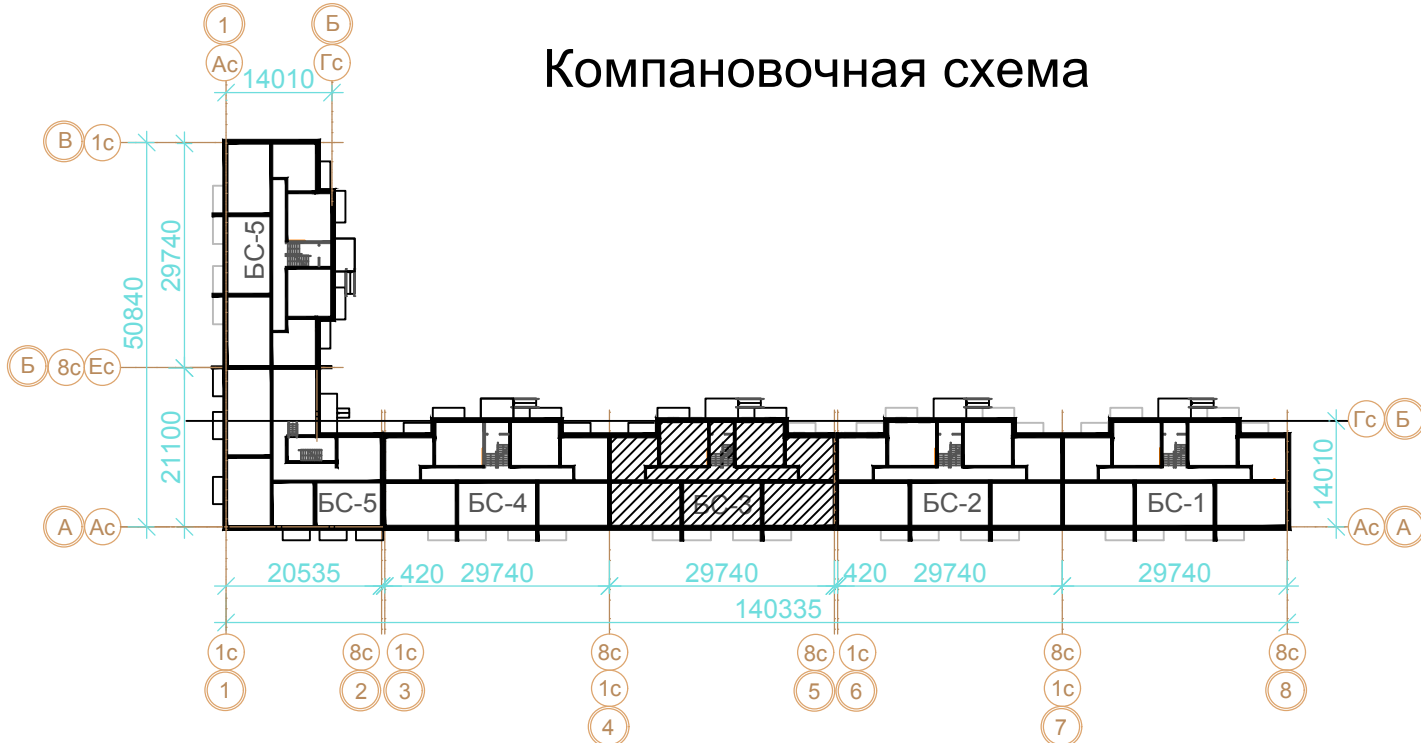 1
Б
Ас
Гс
Компановочная схема
14010
В
1с
29740
50840
БС-5
Б
8с
Ес
21100
Гс
Б
14010
БС-5
БС-4
БС-3
БС-2
БС-1
А
Ас
Ас
А
20535
420
29740
29740
420
29740
29740
140335
1с
8с
1с
8с
8с
1с
8с
8с
1
2
3
1с
5
6
1с
8
4
7